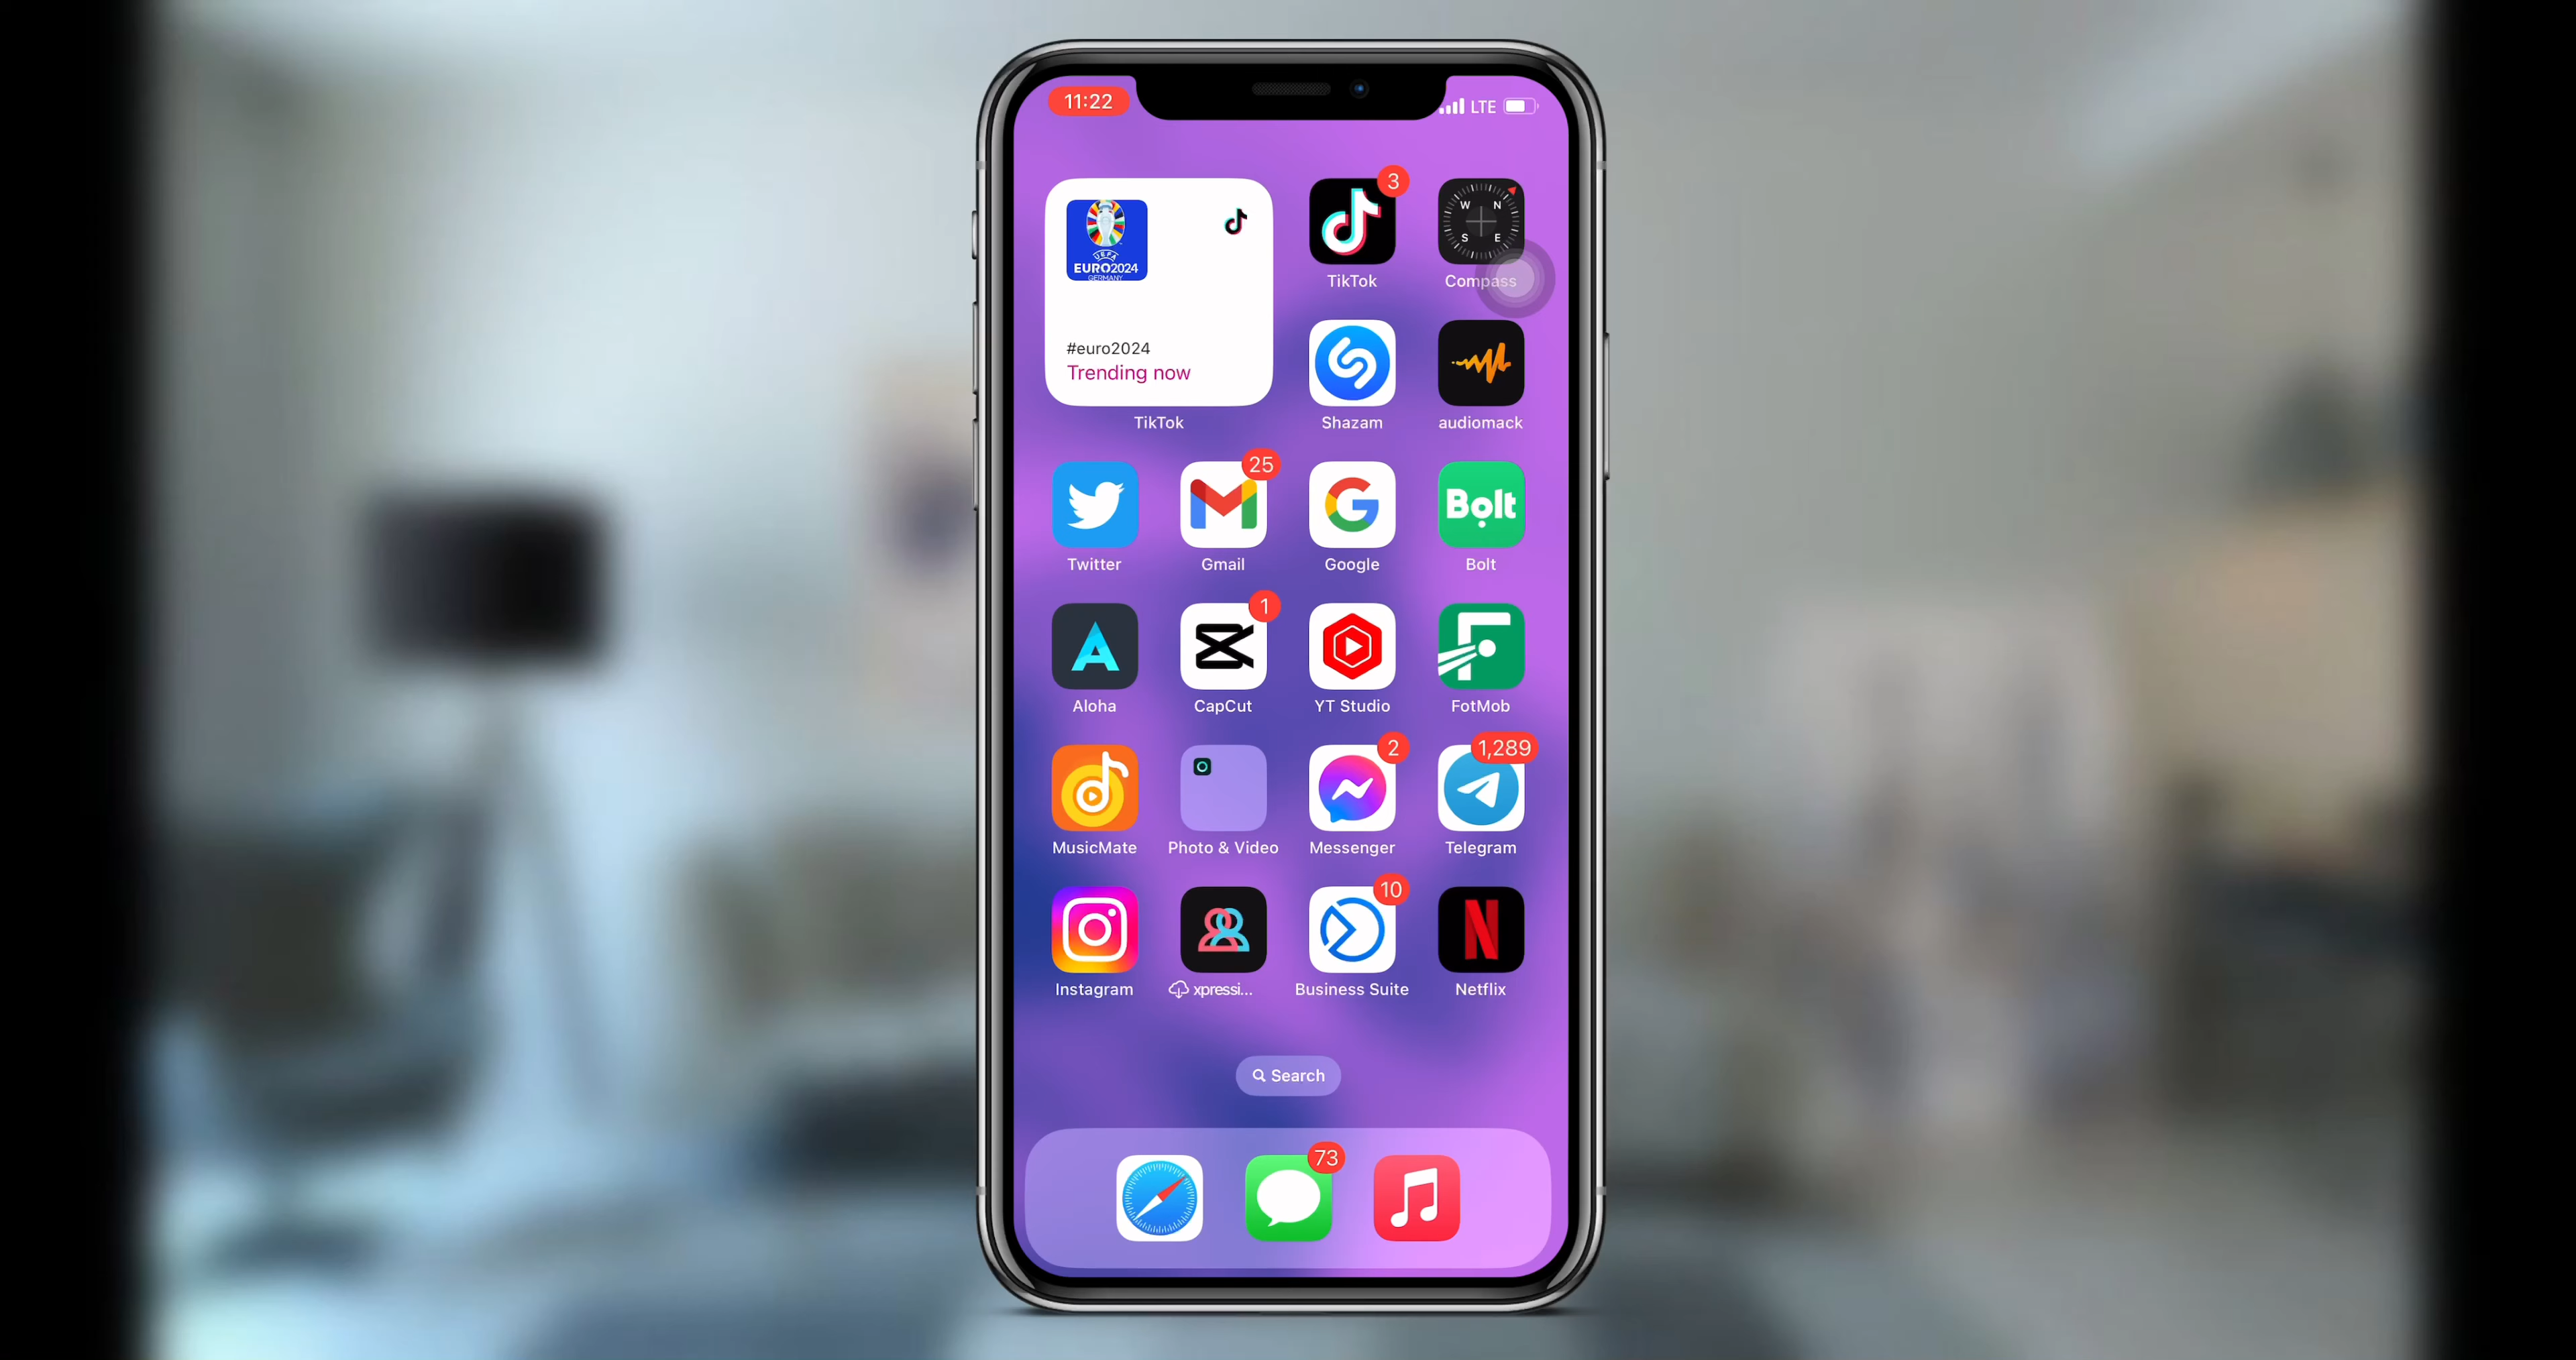 11:22
LTE
UEFA
EURO2024
GERMANY
#euro2024
Trending now
TikTok
3
TikTok
W N
S E
Compass
Shazam
audiomack
Twitter
25
Gmail
Google
Bolt
Bolt
Aloha
1
CapCut
YT Studio
FotMob
MusicMate
Photo & Video
2
Messenger
1,289
Telegram
Instagram
xpressi...
10
Business Suite
N
Netflix
Search
73